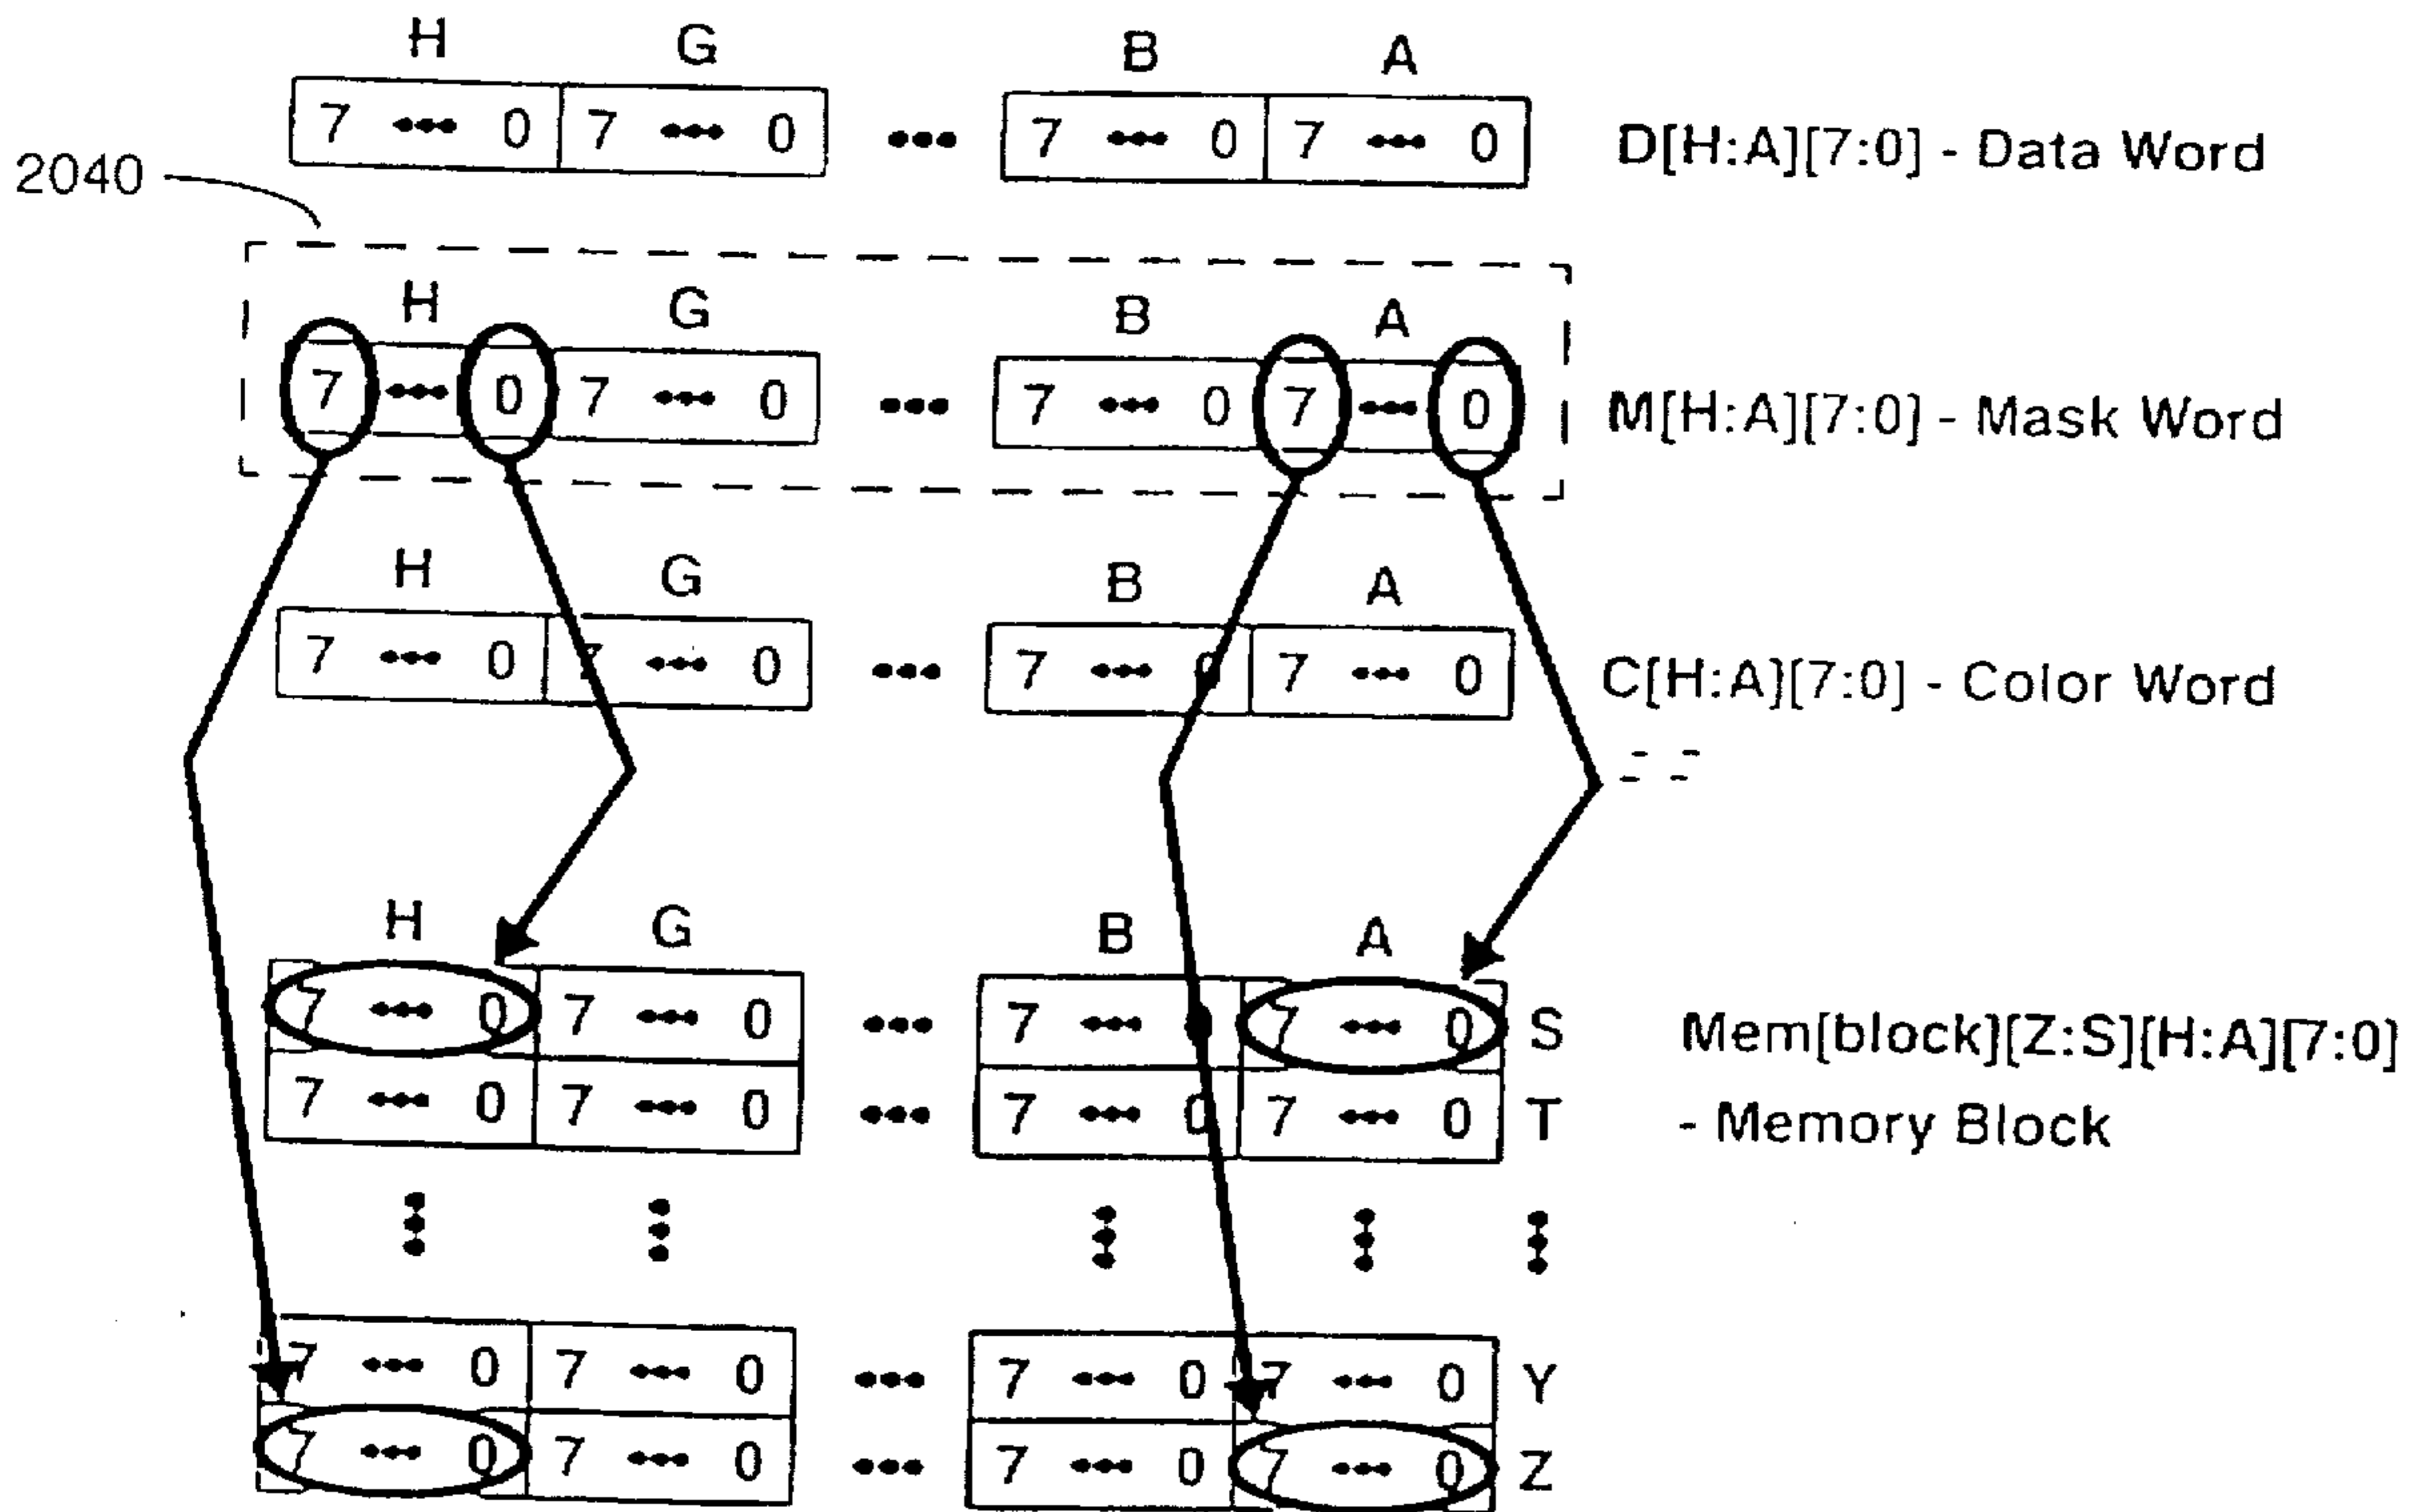 H G B A
7 ••• 0 7 ••• 0 ••• 7 ••• 0 7 ••• 0 D[H:A][7:0] - Data Word
2040
H G B A
7 ••• 0 7 ••• 0 ••• 7 ••• 0 7 ••• 0 M[H:A][7:0] - Mask Word
H G B A
7 ••• 0 7 ••• 0 ••• 7 ••• 0 7 ••• 0 C[H:A][7:0] - Color Word
H G B A
7 ••• 0 7 ••• 0 ••• 7 ••• 0 7 ••• 0 S Mem[block][Z:S][H:A][7:0]
7 ••• 0 7 ••• 0 ••• 7 ••• 0 7 ••• 0 T - Memory Block
7 ••• 0 7 ••• 0 ••• 7 ••• 0 7 ••• 0 Y
7 ••• 0 7 ••• 0 ••• 7 ••• 0 7 ••• 0 Z